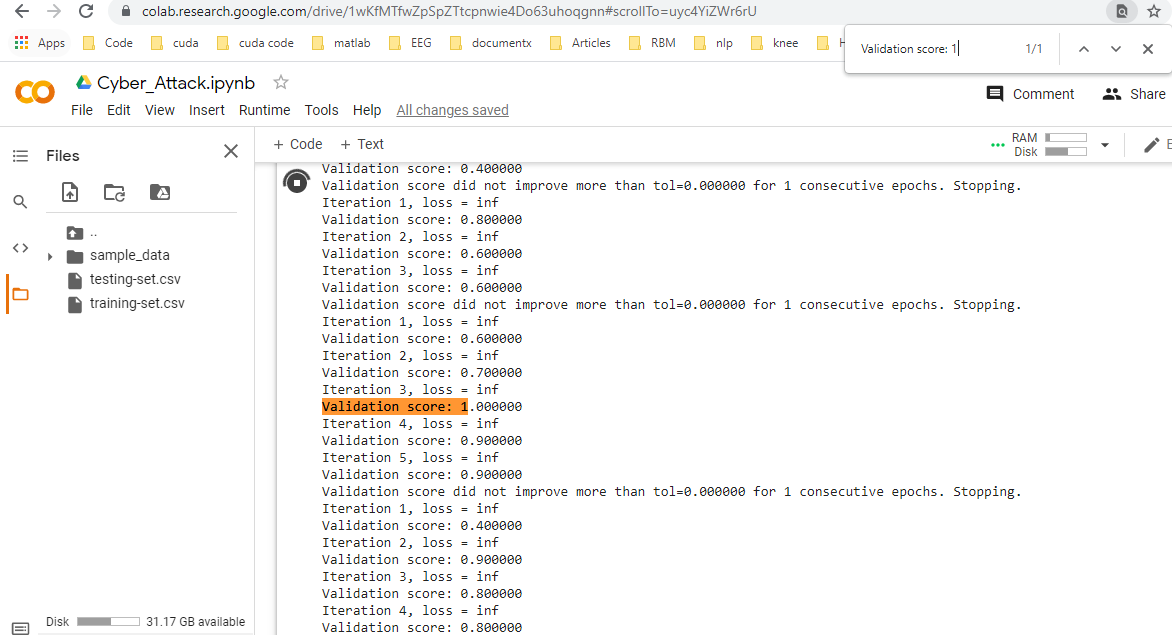 colab.research.google.com/drive/1wKfMTfwZpSpZTtcpnwie4Do63uhoqgnn#scrollTo=uyc4YiZWr6rU
Apps Code cuda cuda code matlab EEG documentx Articles RBM nlp knee H
Validation score: 1 1/1
CO Cyber_Attack.ipynb
File Edit View Insert Runtime Tools Help All changes saved
Comment Share
Files
+ Code + Text
RAM
Disk
E
..
sample_data
testing-set.csv
training-set.csv
Disk 31.17 GB available
Validation score: 0.400000
Validation score did not improve more than tol=0.000000 for 1 consecutive epochs. Stopping.
Iteration 1, loss = inf
Validation score: 0.800000
Iteration 2, loss = inf
Validation score: 0.600000
Iteration 3, loss = inf
Validation score: 0.600000
Validation score did not improve more than tol=0.000000 for 1 consecutive epochs. Stopping.
Iteration 1, loss = inf
Validation score: 0.600000
Iteration 2, loss = inf
Validation score: 0.700000
Iteration 3, loss = inf
Validation score: 1.000000
Iteration 4, loss = inf
Validation score: 0.900000
Iteration 5, loss = inf
Validation score: 0.900000
Validation score did not improve more than tol=0.000000 for 1 consecutive epochs. Stopping.
Iteration 1, loss = inf
Validation score: 0.400000
Iteration 2, loss = inf
Validation score: 0.900000
Iteration 3, loss = inf
Validation score: 0.800000
Iteration 4, loss = inf
Validation score: 0.800000